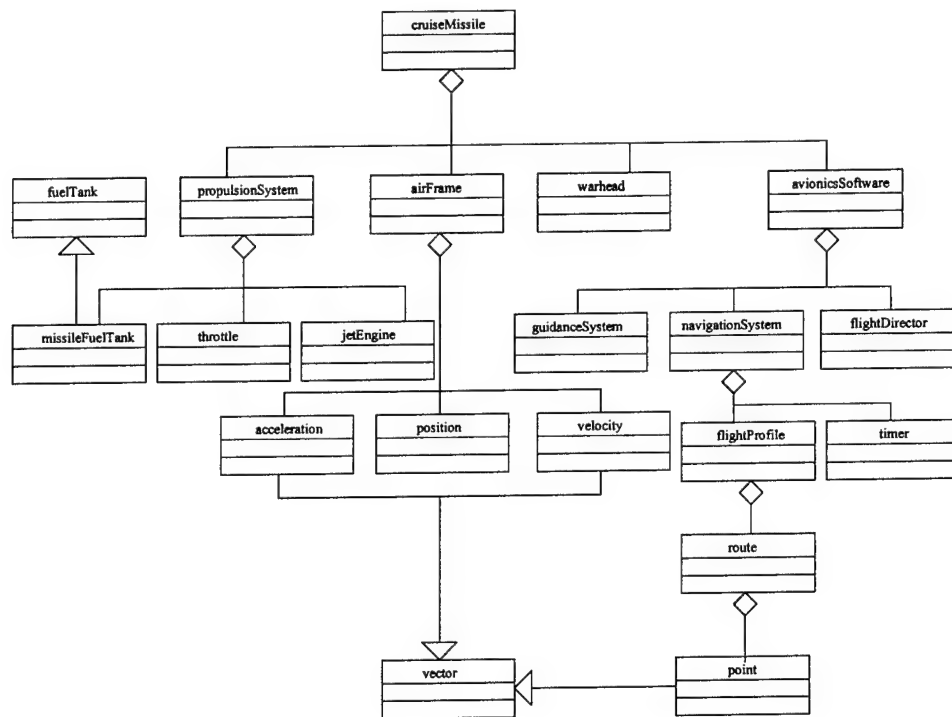 cruiseMissile
fuelTank
propulsionSystem
airFrame
warhead
avionicsSoftware
missileFuelTank
throttle
jetEngine
guidanceSystem
navigationSystem
flightDirector
acceleration
position
velocity
flightProfile
timer
route
vector
point